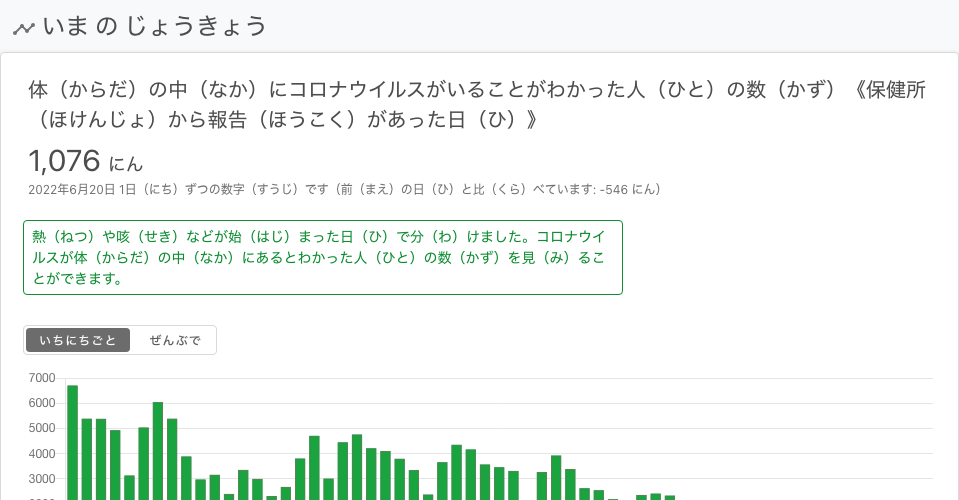 いま の じょうきょう
体（からだ）の中（なか）にコロナウイルスがいることがわかった人（ひと）の数（かず）《保健所
（ほけんじょ）から報告（ほうこく）があった日（ひ）》
1,076 にん
2022年6月20日 1日（にち）ずつの数字（すうじ）です（前（まえ）の日（ひ）と比（くら）べています: -546 にん）
熱（ねつ）や咳（せき）などが始（はじ）まった日（ひ）で分（わ）けました。コロナウイ
ルスが体（からだ）の中（なか）にあるとわかった人（ひと）の数（かず）を見（み）るこ
とができます。
いちにちごと ぜんぶで
7000
6000
5000
4000
3000